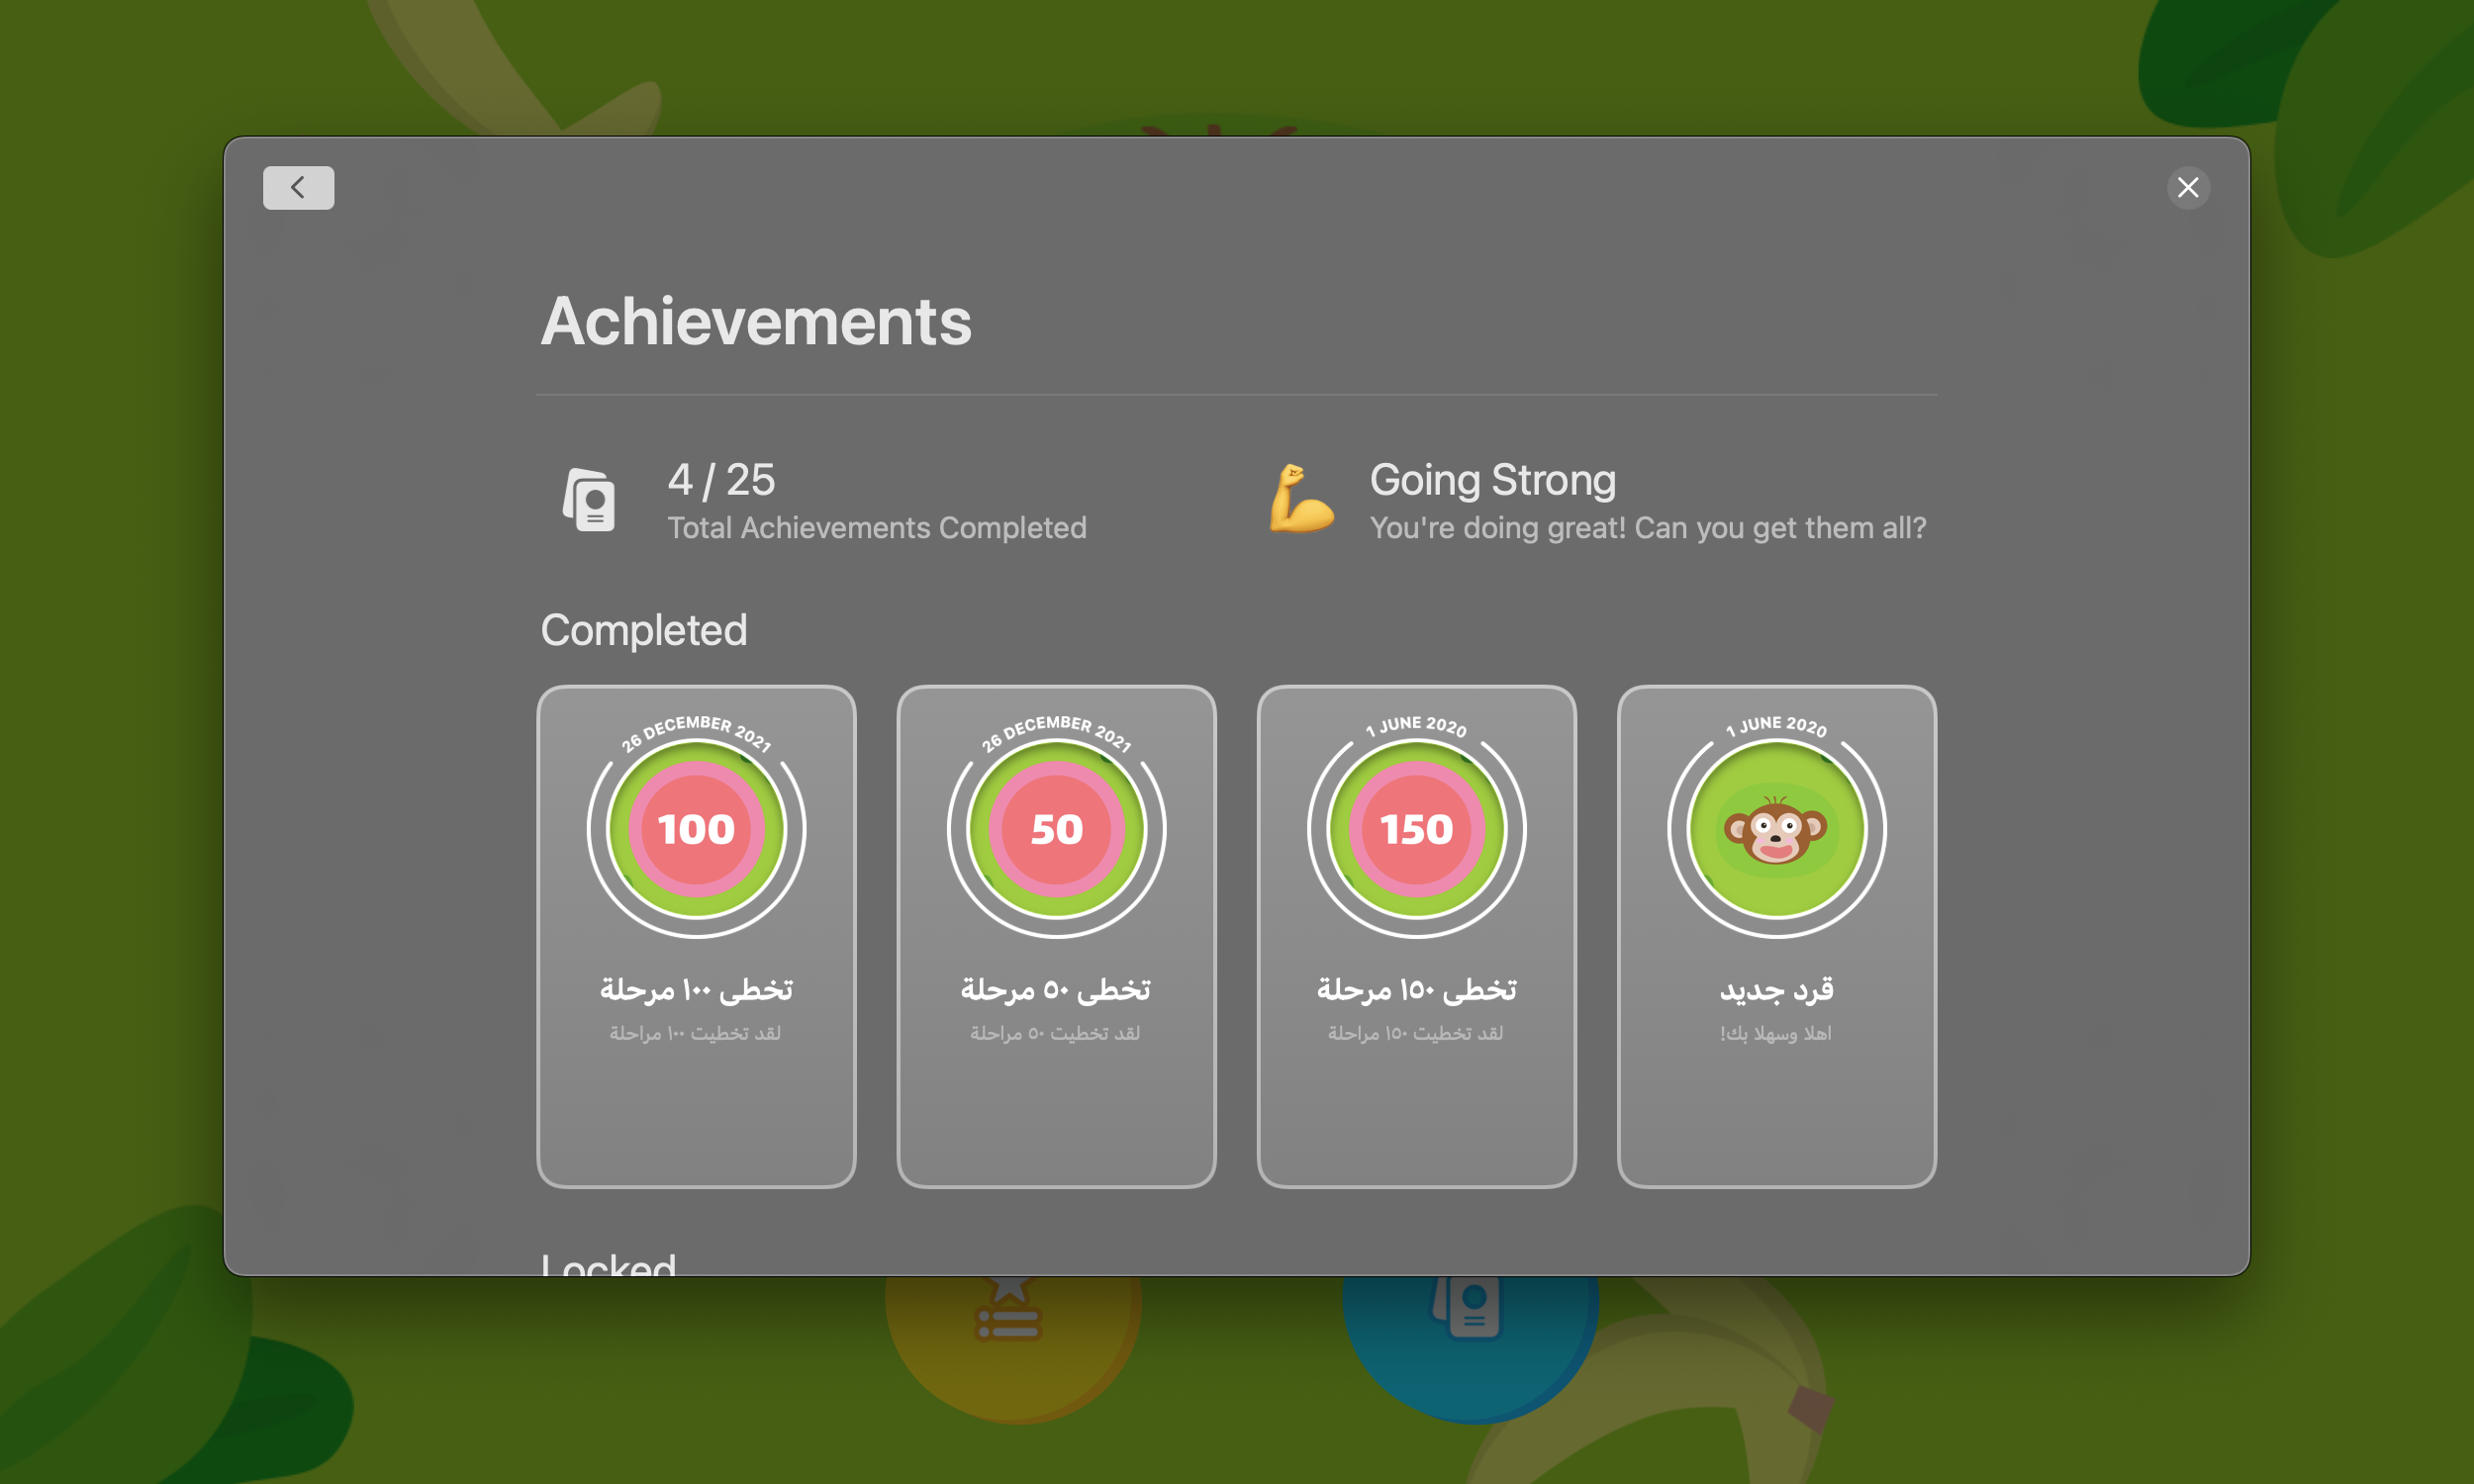 Achievements
4 / 25
Total Achievements Completed
Going Strong
You're doing great! Can you get them all?
Completed
26 DECEMBER 2021
100
تخطى ١٠٠ مرحلة
لقد تخطيت ١٠٠ مراحلة
26 DECEMBER 2021
50
تخطى ٥٠ مرحلة
لقد تخطيت ٥٠ مراحلة
1 JUNE 2020
150
تخطى ١٥٠ مرحلة
لقد تخطيت ١٥٠ مراحلة
1 JUNE 2020
قرد جديد
اهلا وسهلا بك!
Locked